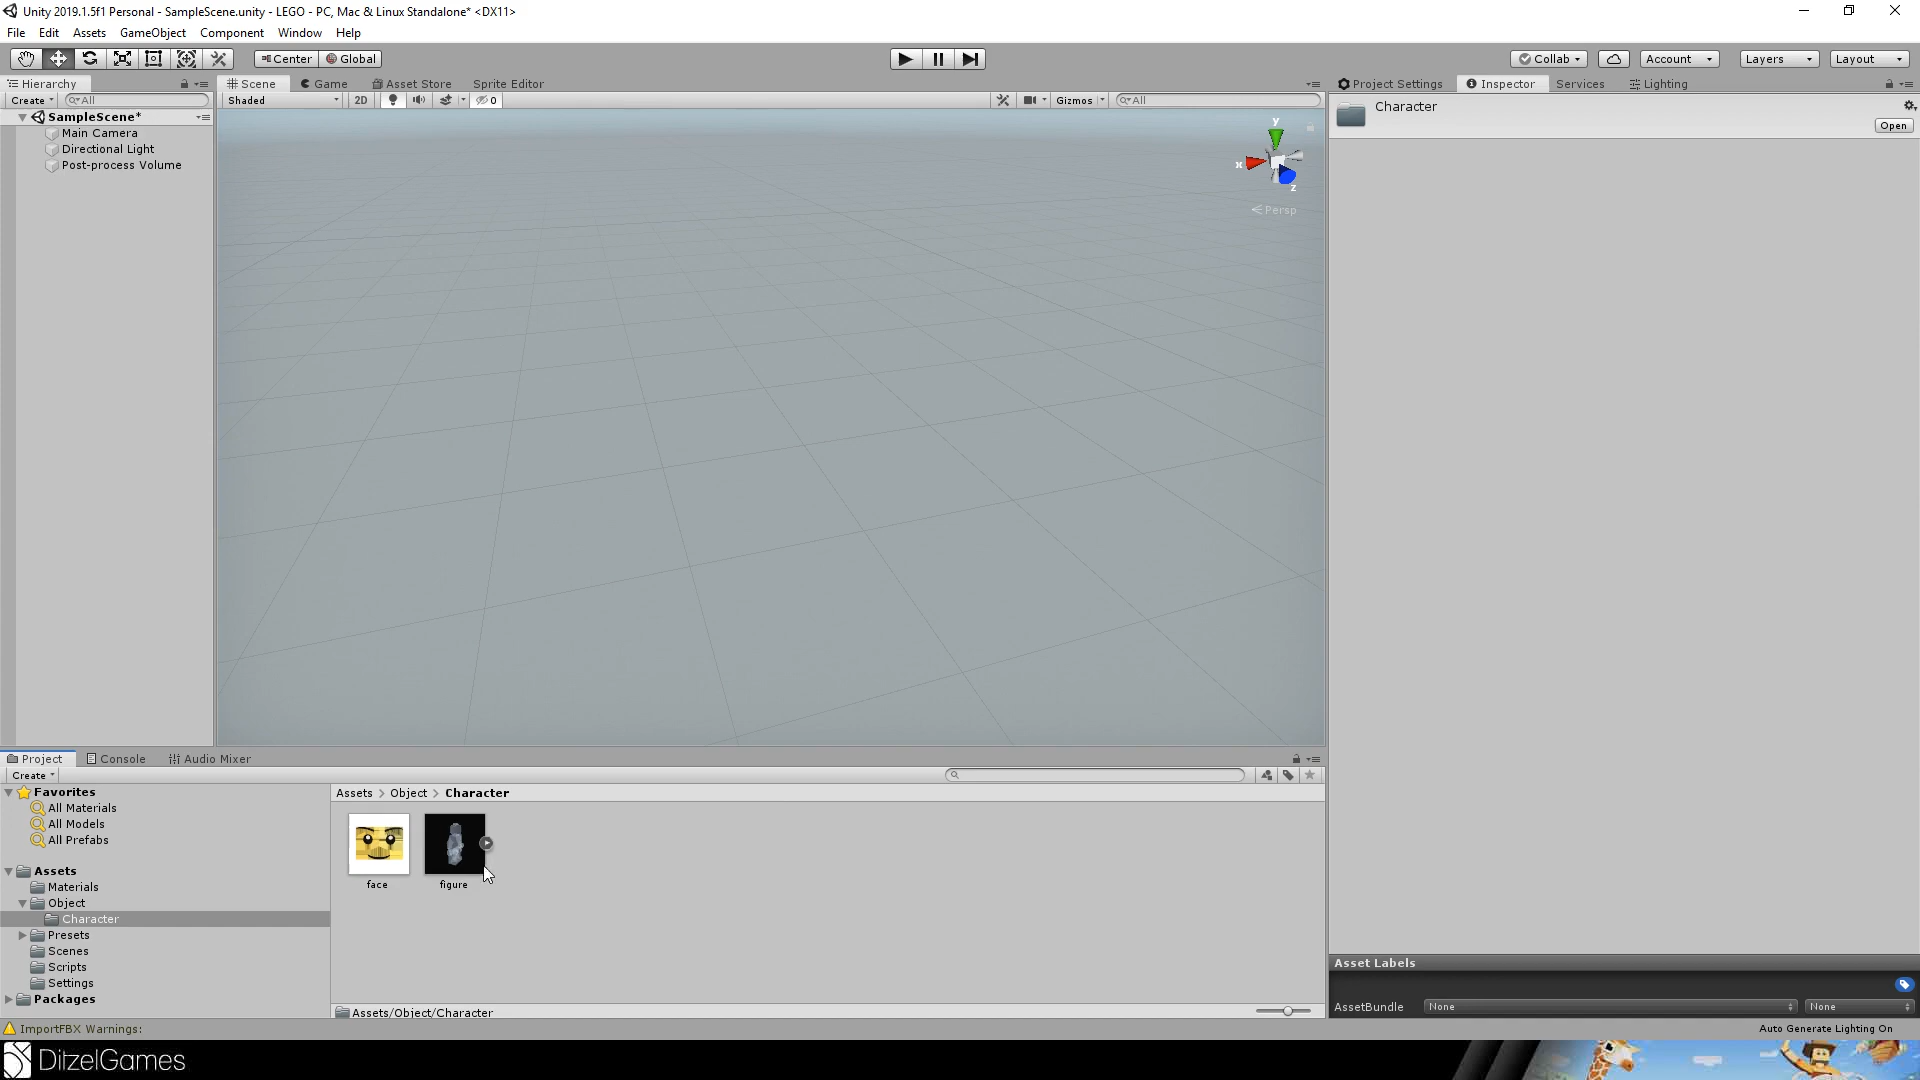 Unity 2019.1.5f1 Personal - SampleScene.unity - LEGO - PC, Mac & Linux Standalone* <DX11>
File Edit Assets GameObject Component Window Help
Center Global Collab Account Layers Layout
Hierarchy Scene Game Asset Store Sprite Editor Project Settings Inspector Services Lighting
Create All Shaded 2D 0 Gizmos All
Character
Open
SampleScene*
Main Camera
Directional Light
Post-process Volume
y
x
z
Persp
Project Console Audio Mixer
Create
Favorites
All Materials
All Models
All Prefabs
Assets
Materials
Object
Character
Presets
Scenes
Scripts
Settings
Packages
Assets > Object > Character
face figure
Assets/Object/Character
Asset Labels
AssetBundle None None
ImportFBX Warnings:
Auto Generate Lighting On
DitzelGames